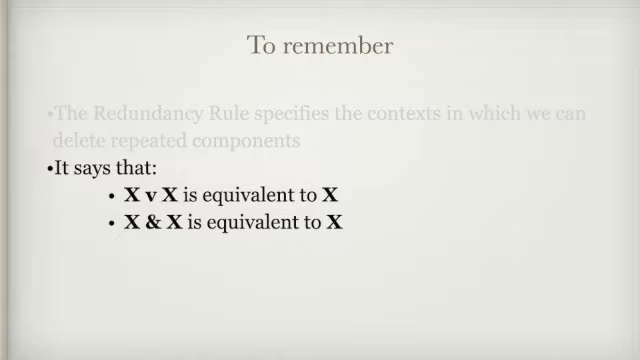 To remember
•The Redundancy Rule specifies the contexts in which we can
delete repeated components
•It says that:
• X v X is equivalent to X
• X & X is equivalent to X